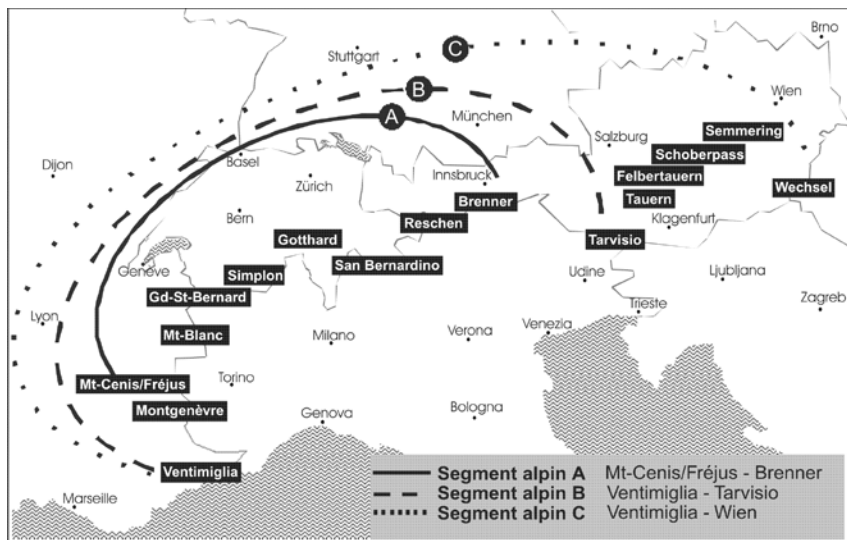 Brno
Stuttgart
C
Wien
B
A
München
Salzburg
Semmering
Dijon
Basel
Schoberpass
Zürich
Innsbruck
Felbertauern
Wechsel
Brenner
Tauern
Bern
Reschen
Klagenfurt
Gotthard
Tarvisio
Genève
Simplon
San Bernardino
Udine
Ljubljana
Gd-St-Bernard
Trieste
Zagreb
Lyon
Mt-Blanc
Milano
Verona
Venezia
Mt-Cenis/Fréjus
Torino
Montgenèvre
Genova
Bologna
Ventimiglia
Marseille
Segment alpin A Mt-Cenis/Fréjus - Brenner
Segment alpin B Ventimiglia - Tarvisio
Segment alpin C Ventimiglia - Wien